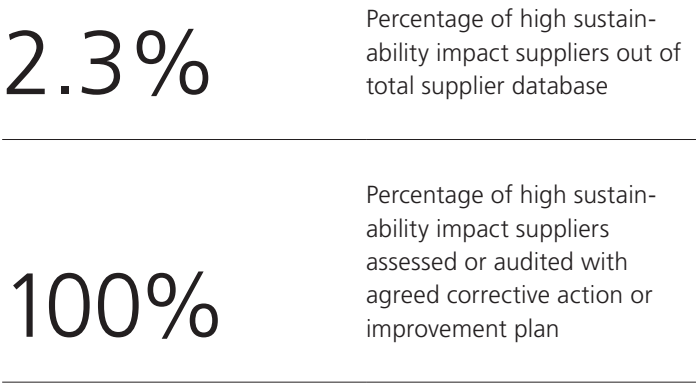 2.3%
Percentage of high sustain-
ability impact suppliers out of
total supplier database
100%
Percentage of high sustain-
ability impact suppliers
assessed or audited with
agreed corrective action or
improvement plan